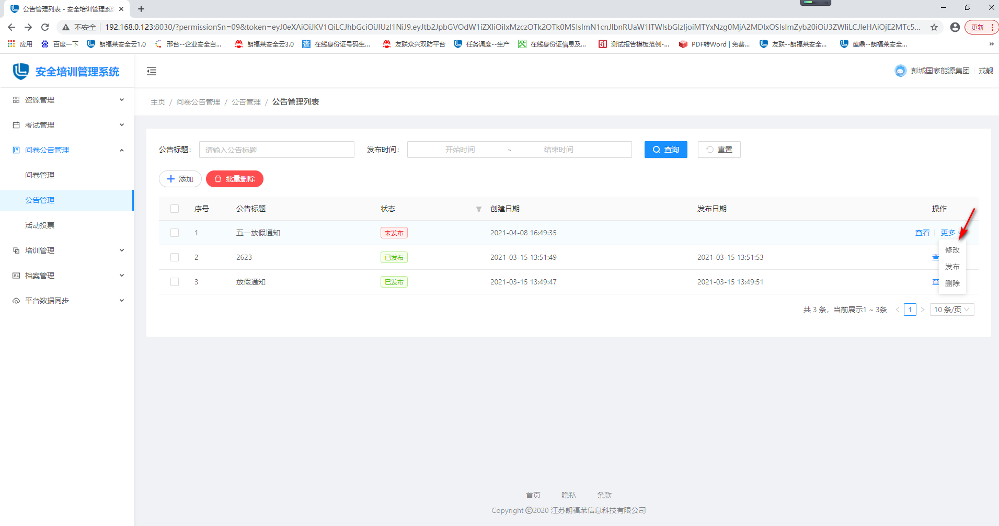 公告管理列表 - 安全培训管理系统
不安全 192.168.0.123:8030/?permissionSn=09&token=eyJ0eXAiOiJKV1QiLCJhbGciOiJIUzI1NiJ9.eyJtb2JpbGVOdW1iZXIiOiIxMzczOTk2OTk0MSIsImN1cnJlbnRUaW1lTWlsbGlzIjoiMTYxNzg0MjA2MDIxOSIsImZyb20iOiJ3ZWIiLCJleHAiOjE2MTc5... 更新
应用 百度一下 朗福莱安全云1.0 邢台--企业安全自... 朗福莱安全云3.0 查 在线身份证号码生... 友联众兴双防平台 任务调度--生产 在线身份证信息及... 51 测试报告模板范例-... PDF转Word | 免费... 友联--朗福莱安全... 蕴鼎--朗福莱安全... »
安全培训管理系统
彭城国家能源集团 戎靓
资源管理
考试管理
问卷公告管理
问卷管理
公告管理
活动投票
培训管理
档案管理
平台数据同步
主页 / 问卷公告管理 / 公告管理 / 公告管理列表
公告标题： 请输入公告标题 发布时间： 开始时间 ~ 结束时间 查询 重置
添加 批量删除
序号 公告标题 状态 创建日期 发布日期 操作
1 五一放假通知 未发布 2021-04-08 16:49:35 查看 更多
2 2623 已发布 2021-03-15 13:51:49 2021-03-15 13:51:53 查
3 放假通知 已发布 2021-03-15 13:49:47 2021-03-15 13:49:51 查
修改
发布
删除
共 3 条，当前展示1 ~ 3条 < 1 > 10 条/页
首页 隐私 条款
Copyright ©2020 江苏朗福莱信息科技有限公司